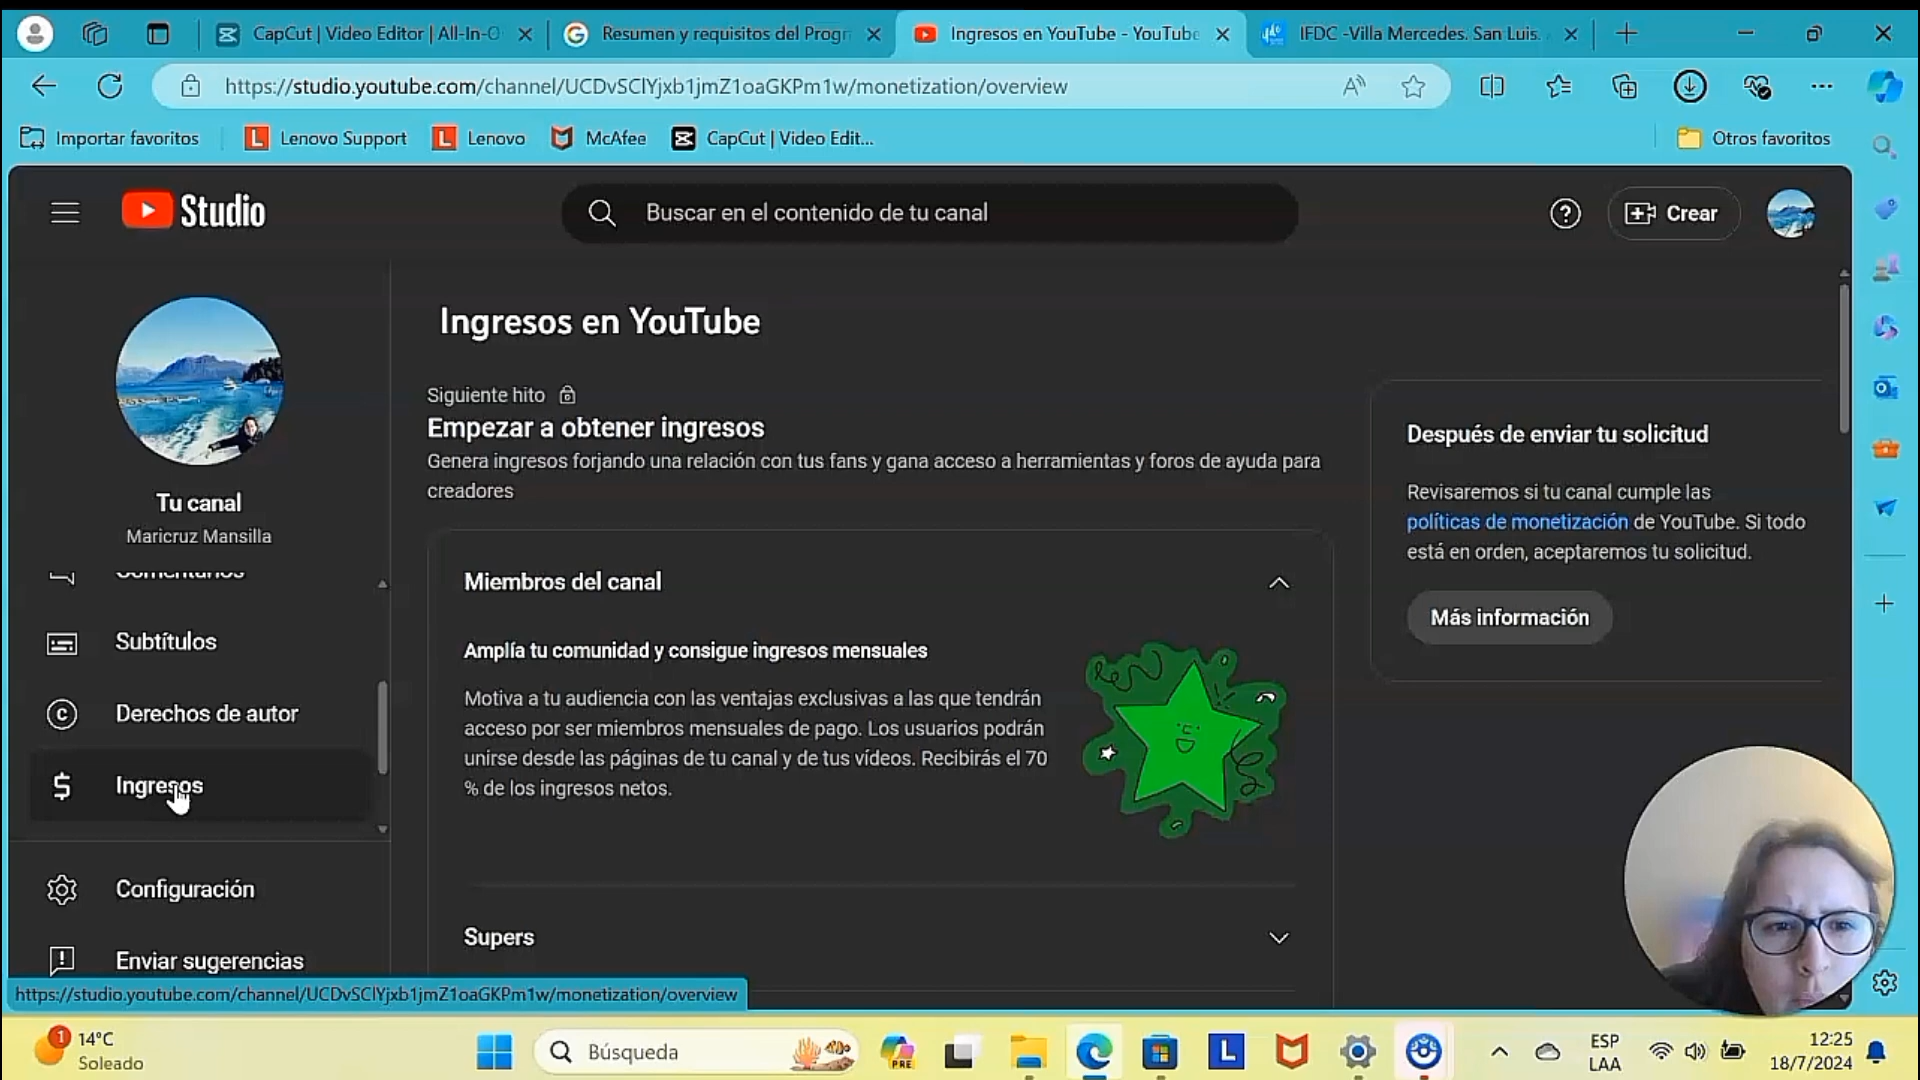 CapCut | Video Editor | All-In-O
Resumen y requisitos del Progr
Ingresos en YouTube - YouTube
IFDC -Villa Mercedes. San Luis.
https://studio.youtube.com/channel/UCDvSClYjxb1jmZ1oaGKPm1w/monetization/overview
Importar favoritos
Lenovo Support
Lenovo
McAfee
CapCut | Video Edit...
Otros favoritos
Studio
Buscar en el contenido de tu canal
Crear
Tu canal
Maricruz Mansilla
Comentarios
Subtítulos
Derechos de autor
Ingresos
Configuración
Enviar sugerencias
Ingresos en YouTube
Siguiente hito
Empezar a obtener ingresos
Genera ingresos forjando una relación con tus fans y gana acceso a herramientas y foros de ayuda para
creadores
Miembros del canal
Amplía tu comunidad y consigue ingresos mensuales
Motiva a tu audiencia con las ventajas exclusivas a las que tendrán
acceso por ser miembros mensuales de pago. Los usuarios podrán
unirse desde las páginas de tu canal y de tus vídeos. Recibirás el 70
% de los ingresos netos.
Supers
Después de enviar tu solicitud
Revisaremos si tu canal cumple las
políticas de monetización de YouTube. Si todo
está en orden, aceptaremos tu solicitud.
Más información
https://studio.youtube.com/channel/UCDvSClYjxb1jmZ1oaGKPm1w/monetization/overview
1
14°C
Soleado
Búsqueda
PRE
L
ESP
LAA
12:25
18/7/2024